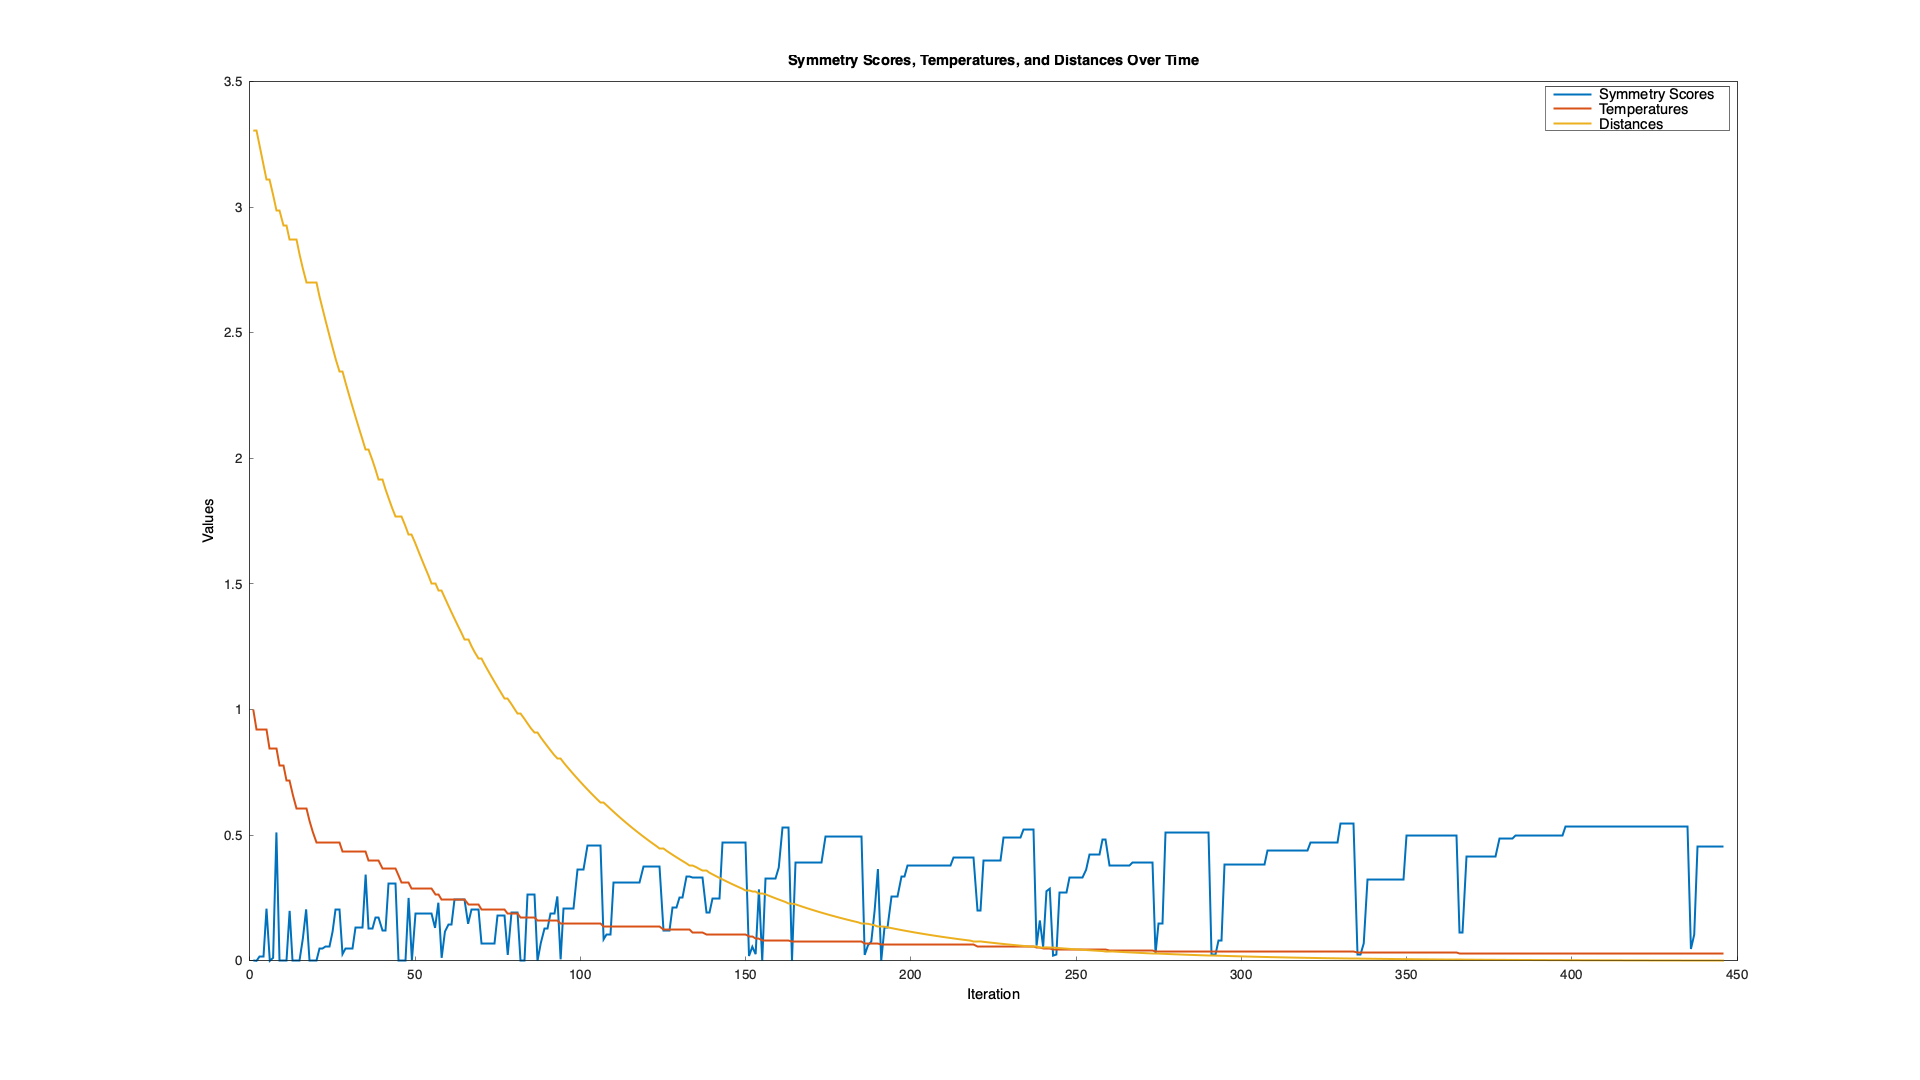 Symmetry Scores, Temperatures, and Distances Over Time
3.5
3
2.5
2
1.5
1
0.5
0
Values
Symmetry Scores
Temperatures
Distances
0 50 100 150 200 250 300 350 400 450
Iteration